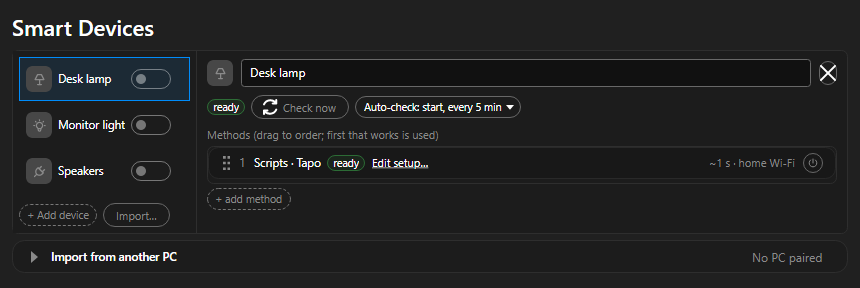 Smart Devices
Desk lamp
Monitor light
Speakers
+ Add device
Import...
Desk lamp
ready
Check now
Auto-check: start, every 5 min
Methods (drag to order; first that works is used)
1 Scripts · Tapo ready Edit setup... ~1 s · home Wi-Fi
+ add method
Import from another PC
No PC paired